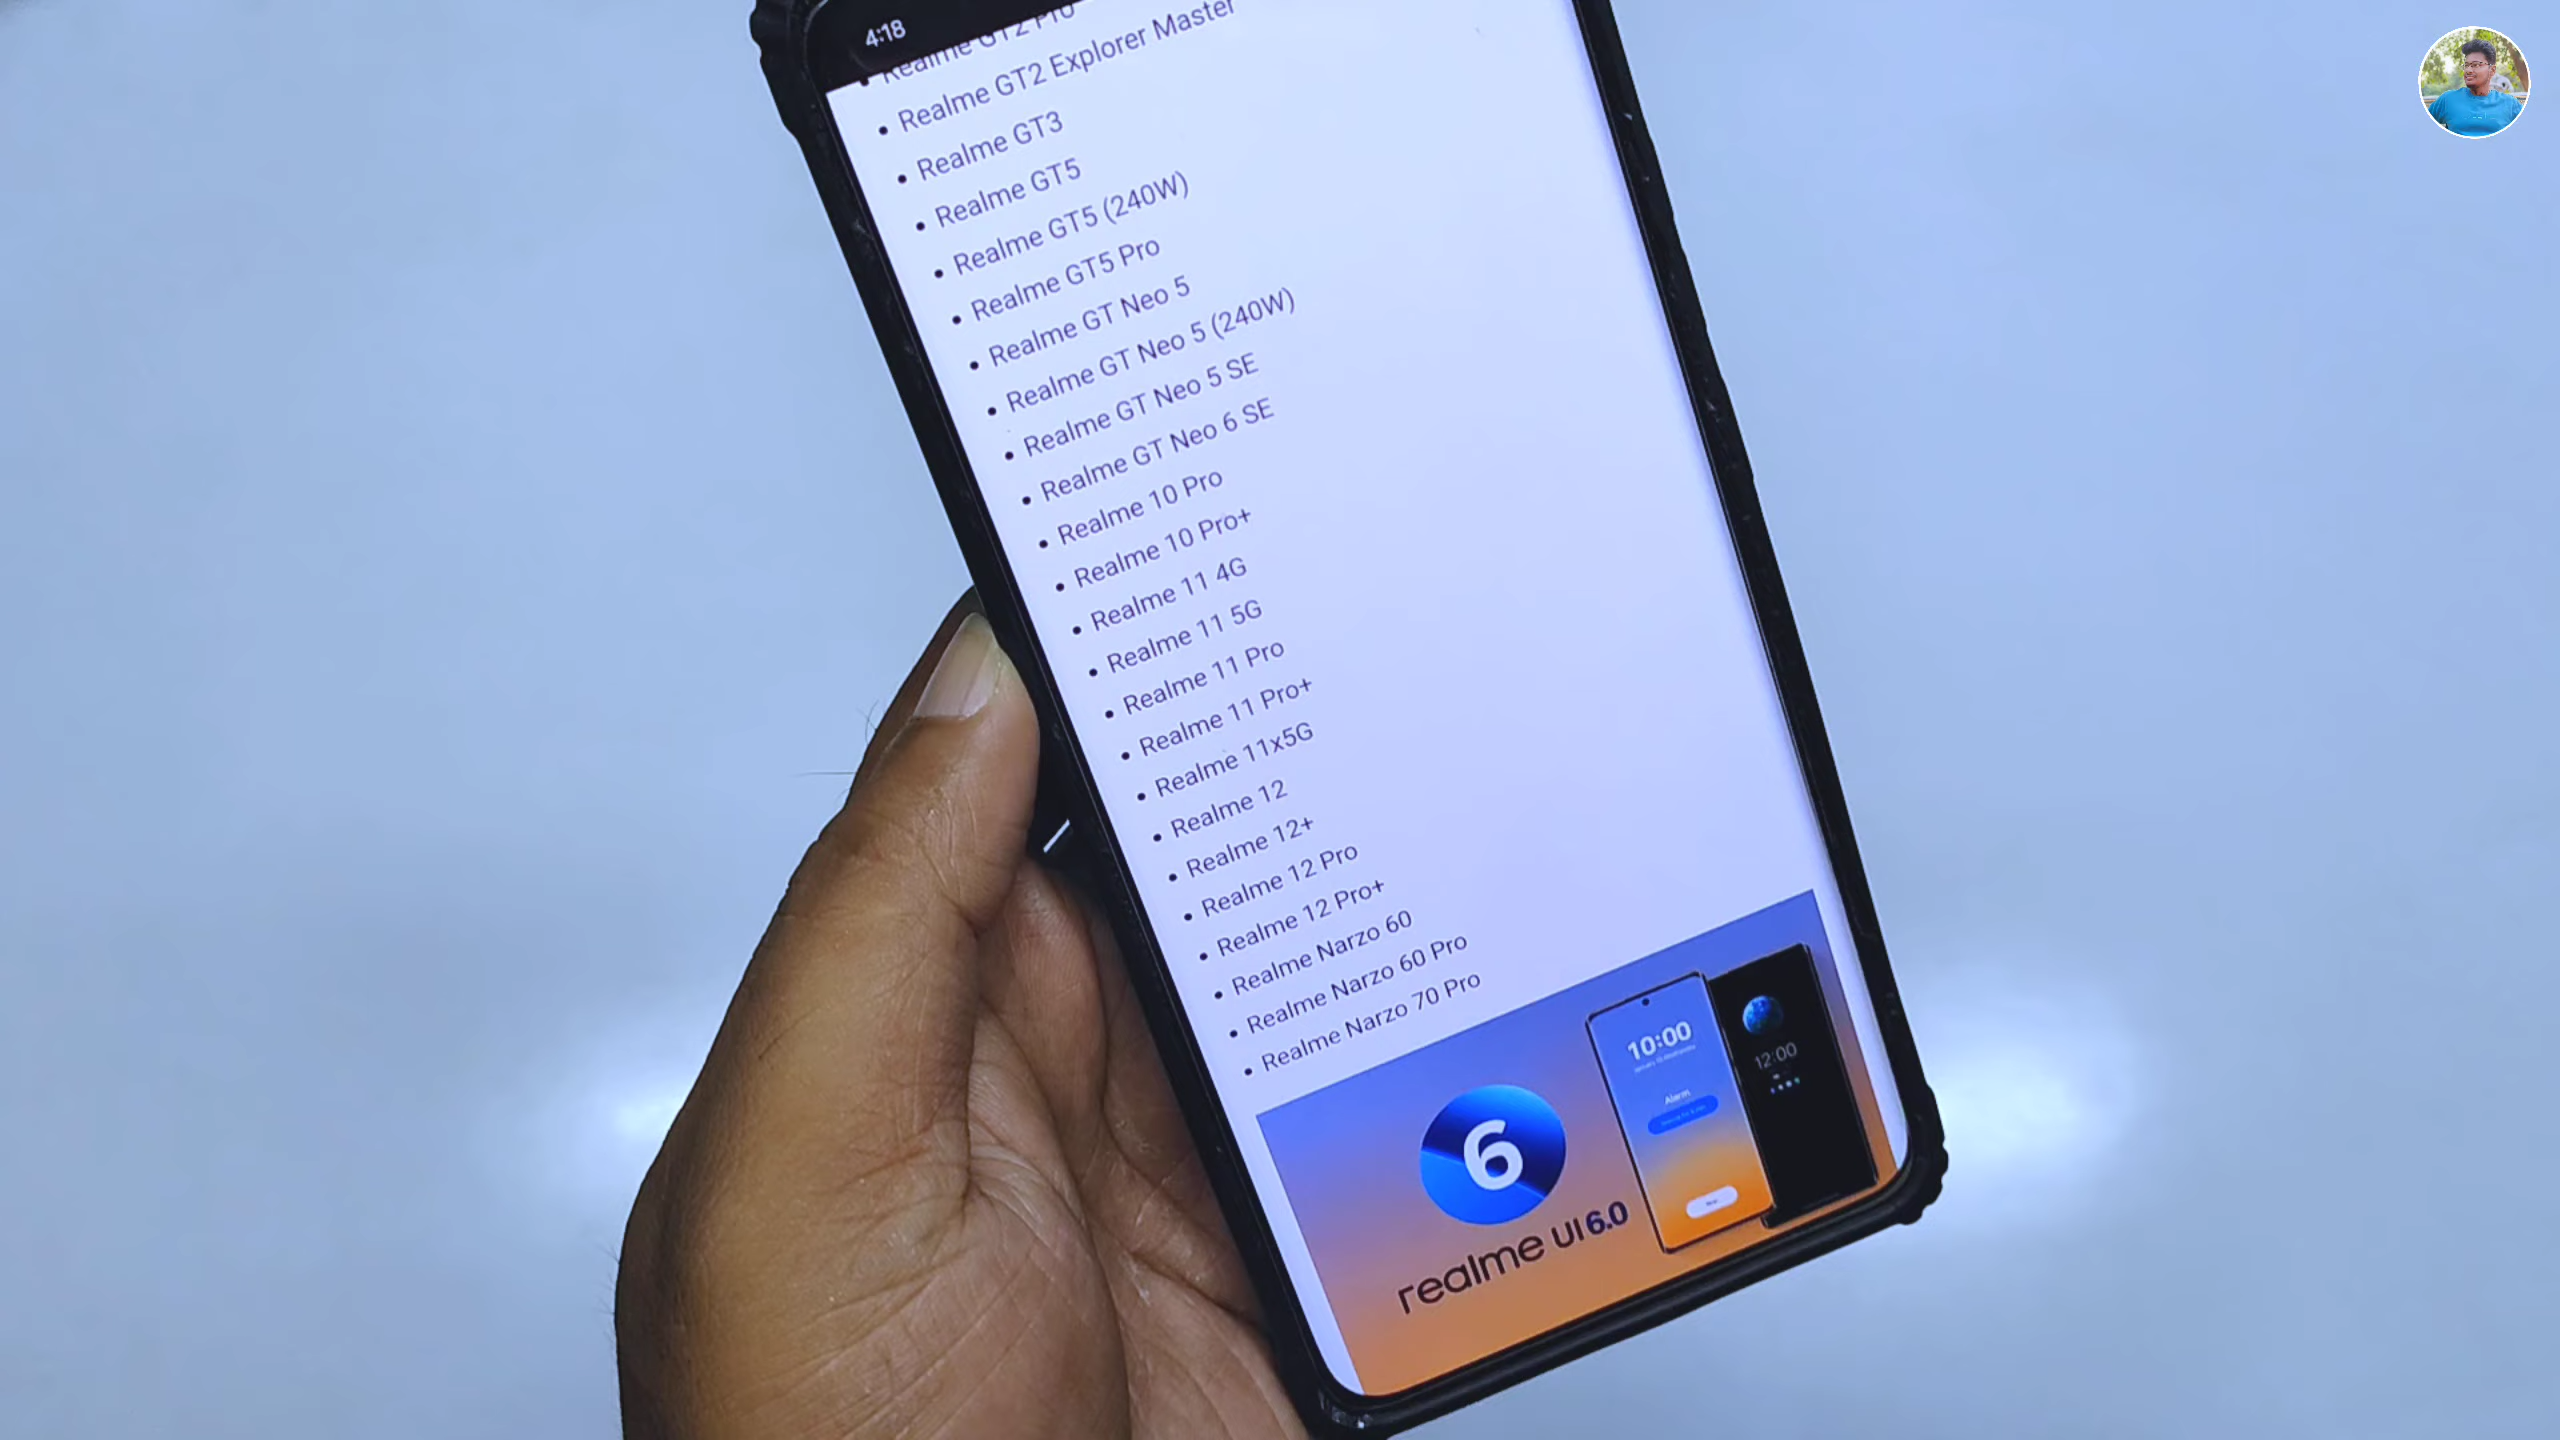 4:18
• Realme GT2 Pro
• Realme GT2 Explorer Master
• Realme GT3
• Realme GT5
• Realme GT5 (240W)
• Realme GT5 Pro
• Realme GT Neo 5
• Realme GT Neo 5 (240W)
• Realme GT Neo 5 SE
• Realme GT Neo 6 SE
• Realme 10 Pro
• Realme 10 Pro+
• Realme 11 4G
• Realme 11 5G
• Realme 11 Pro
• Realme 11 Pro+
• Realme 11x5G
• Realme 12
• Realme 12+
• Realme 12 Pro
• Realme 12 Pro+
• Realme Narzo 60
• Realme Narzo 60 Pro
• Realme Narzo 70 Pro
6
realme UI 6.0
10:00
Alarm
12:00